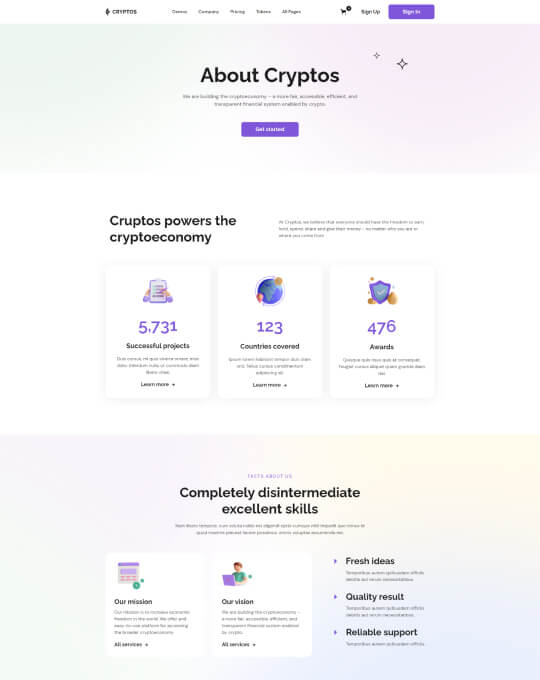 CRYPTOS
Demos Company Pricing Tokens All Pages
0
Sign Up
Sign In
About Cryptos
We are building the cryptoeconomy – a more fair, accessible, efficient, and
transparent financial system enabled by crypto.
Get started
Cruptos powers the
cryptoeconomy
At Cryptos, we believe that everyone should have the freedom to earn,
hold, spend, share and give their money – no matter who you are or
where you come from.
5,731
Successful projects
Duis cursus, mi quis viverra ornare, eros
dolor interdum nulla, ut commodo diam
libero vitae.
Learn more
123
Countries covered
Ipsum lorem habitant tempor duis diam
orci. Tellus cursus condimentum
adipiscing elit
Learn more
476
Awards
Quisque quis risus quis at consequat.
Feugiat cursus aliquet quam gravida diam
nisl.
Learn more
FACTS ABOUT US
Completely disintermediate
excellent skills
Nam libero tempore, cum soluta nobis est eligendi optio cumque nihil impedit quo minus id
quod maxime placeat facere possimus omnis voluptas assumenda est.
Our mission
Our mission is to increase economic
freedom in the world. We offer and
easy-to-use platform for accessing
the broader cryptoeconomy
All services
Our vision
We are building the cryptoeconomy –
a more fair, accessible, efficient, and
transparent financial system enabled
by crypto.
All services
Fresh ideas
Temporibus autem quibusdam officiis
debitis aut rerum necessitatibus.
Quality result
Temporibus autem quibusdam officiis
debitis aut rerum necessitatibus.
Reliable support
Temporibus autem quibusdam officiis